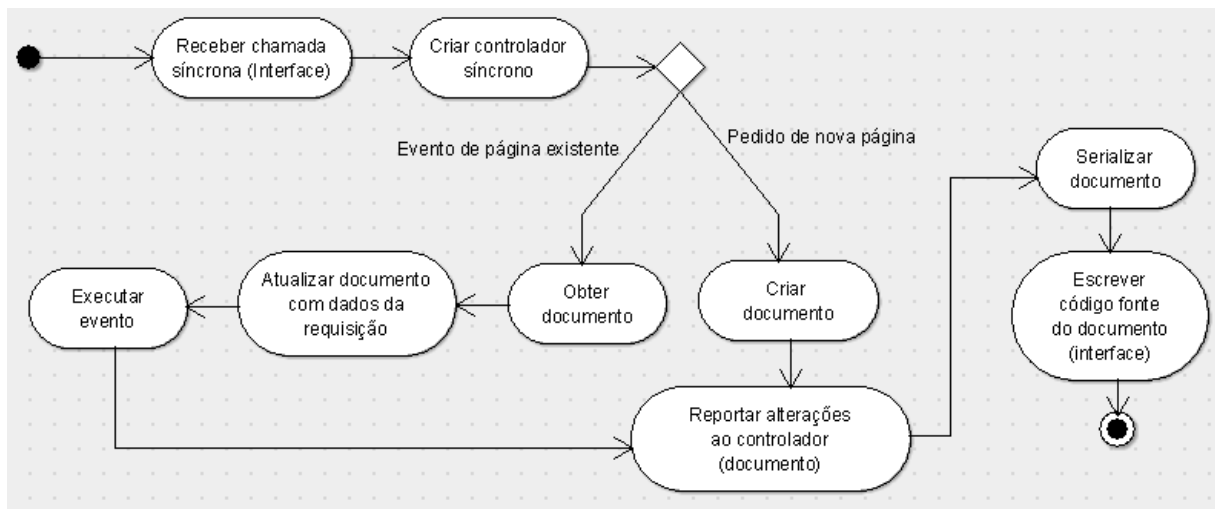 Receber chamada
síncrona (Interface)
Criar controlador
síncrono
Evento de página existente
Pedido de nova página
Serializar
documento
Executar
evento
Atualizar documento
com dados da
requisição
Obter
documento
Criar
documento
Escrever
código fonte
do documento
(interface)
Reportar alterações
ao controlador
(documento)